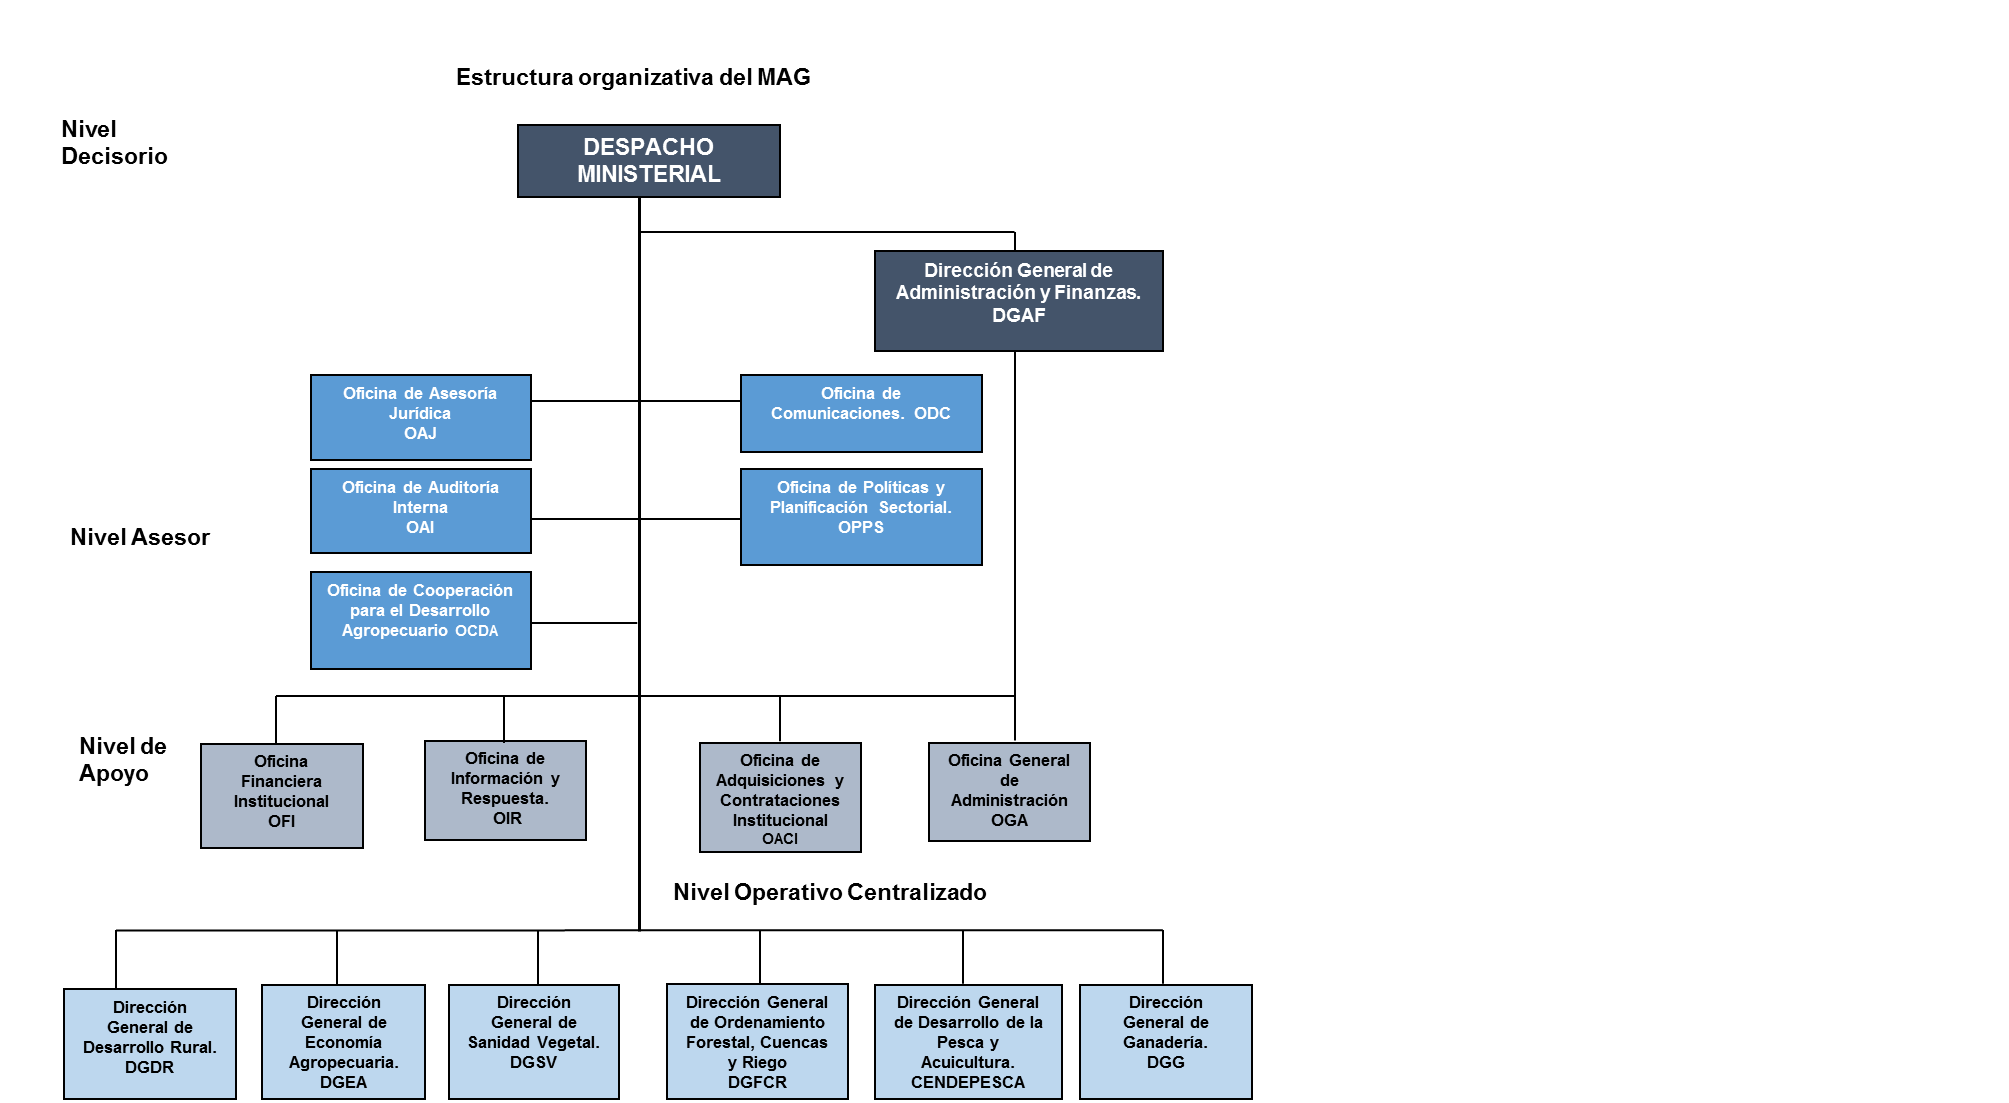 Estructura organizativa del MAG
Nivel
Decisorio
DESPACHO
MINISTERIAL
Dirección General de
Administración y Finanzas.
DGAF
Oficina de Asesoría
Jurídica
OAJ
Oficina de
Comunicaciones. ODC
Oficina de Auditoría
Interna
OAI
Oficina de Políticas y
Planificación Sectorial.
OPPS
Nivel Asesor
Oficina de Cooperación
para el Desarrollo
Agropecuario OCDA
Nivel de
Apoyo
Oficina
Financiera
Institucional
OFI
Oficina de
Información y
Respuesta.
OIR
Oficina de
Adquisiciones y
Contrataciones
Institucional
OACI
Oficina General
de
Administración
OGA
Nivel Operativo Centralizado
Dirección
General de
Desarrollo Rural.
DGDR
Dirección
General de
Economía
Agropecuaria.
DGEA
Dirección
General de
Sanidad Vegetal.
DGSV
Dirección General
de Ordenamiento
Forestal, Cuencas
y Riego
DGFCR
Dirección General
de Desarrollo de la
Pesca y
Acuicultura.
CENDEPESCA
Dirección
General de
Ganadería.
DGG